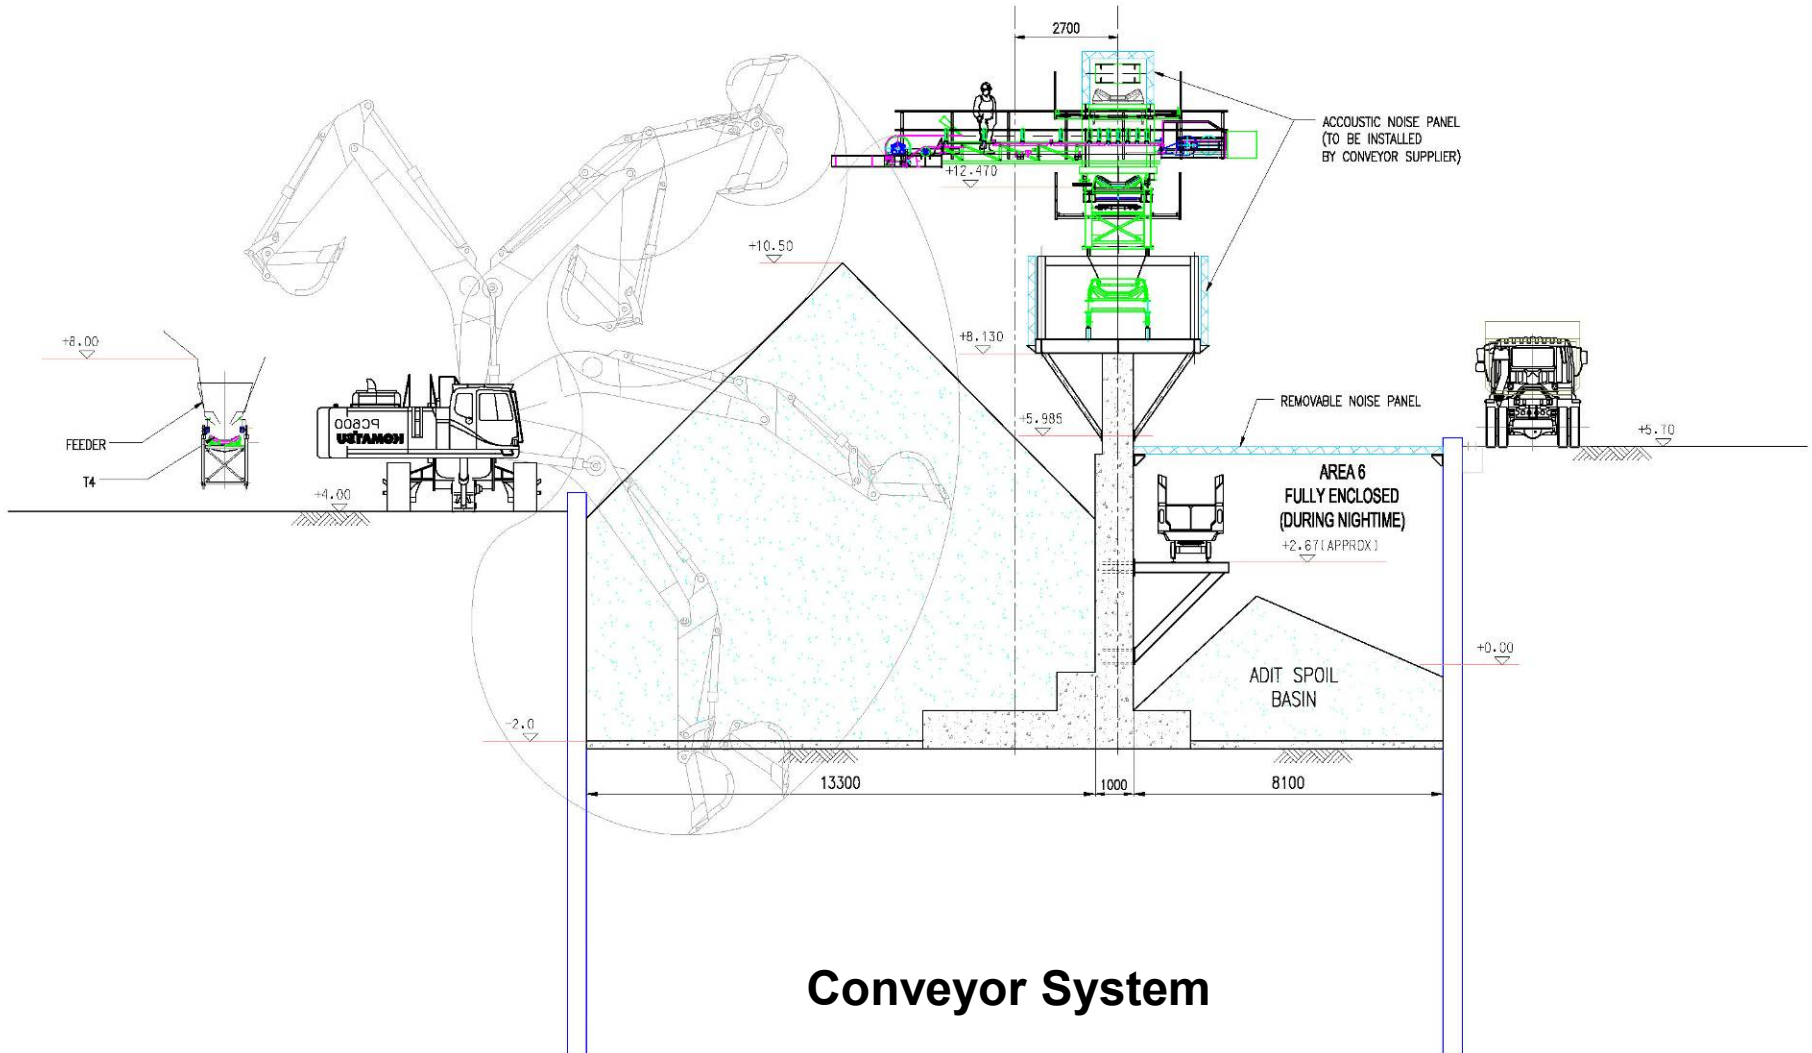 2700
ACCOUSTIC NOISE PANEL
(TO BE INSTALLED
BY CONVEYOR SUPPLIER)
+12.470
+10.50
+8.00
+8.130
REMOVABLE NOISE PANEL
PC600
KOMATSU
+5.985
+5.70
FEEDER
T4
AREA 6
FULLY ENCLOSED
(DURING NIGHTIME)
+4.00
+2.67(APPROX)
+0.00
ADIT SPOIL
BASIN
-2.0
13300
1000
8100
Conveyor System